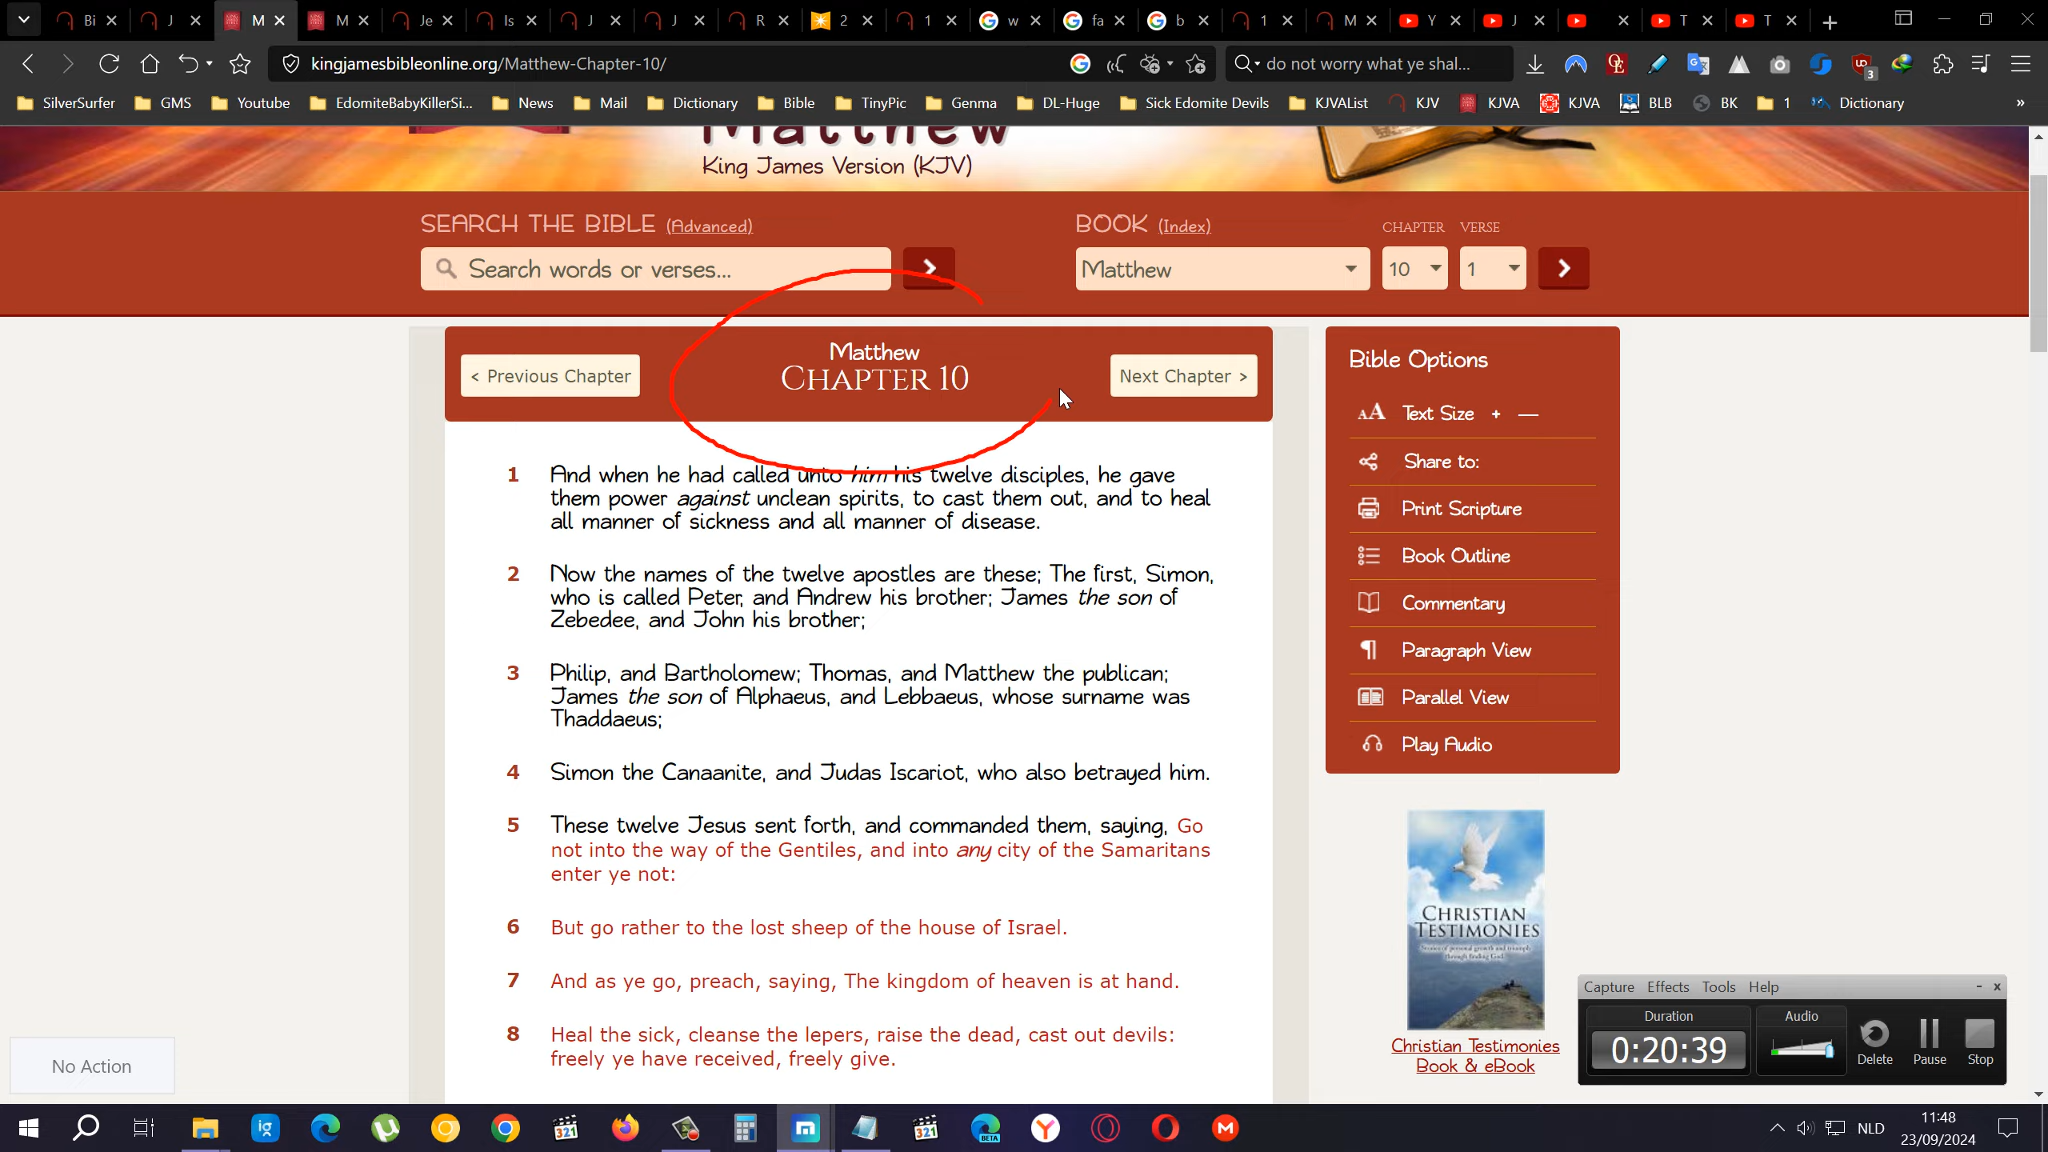 Bi
J
M
M
Je
Is
J
J
R
2
1
w
fa
b
1
M
Y
J
T
T
kingjamesbibleonline.org/Matthew-Chapter-10/
do not worry what ye shal...
SilverSurfer
GMS
Youtube
EdomiteBabyKillerSi...
News
Mail
Dictionary
Bible
TinyPic
Genma
DL-Huge
Sick Edomite Devils
KJVAList
KJV
KJVA
KJVA
BLB
BK
1
Dictionary
»
Matthew
King James Version (KJV)
SEARCH THE BIBLE (Advanced)
Search words or verses...
BOOK (Index)
CHAPTER
VERSE
Matthew
10
1
< Previous Chapter
Matthew
CHAPTER 10
Next Chapter >
1 And when he had called unto him his twelve disciples, he gave
them power against unclean spirits, to cast them out, and to heal
all manner of sickness and all manner of disease.
2 Now the names of the twelve apostles are these; The first, Simon,
who is called Peter, and Andrew his brother; James the son of
Zebedee, and John his brother;
3 Philip, and Bartholomew; Thomas, and Matthew the publican;
James the son of Alphaeus, and Lebbaeus, whose surname was
Thaddaeus;
4 Simon the Canaanite, and Judas Iscariot, who also betrayed him.
5 These twelve Jesus sent forth, and commanded them, saying, Go
not into the way of the Gentiles, and into any city of the Samaritans
enter ye not:
6 But go rather to the lost sheep of the house of Israel.
7 And as ye go, preach, saying, The kingdom of heaven is at hand.
8 Heal the sick, cleanse the lepers, raise the dead, cast out devils:
freely ye have received, freely give.
Bible Options
AA Text Size + —
Share to:
Print Scripture
Book Outline
Commentary
Paragraph View
Parallel View
Play Audio
CHRISTIAN
TESTIMONIES
Christian Testimonies
Book & eBook
No Action
Capture Effects Tools Help
Duration
Audio
0:20:39
Delete
Pause
Stop
NLD
11:48
23/09/2024